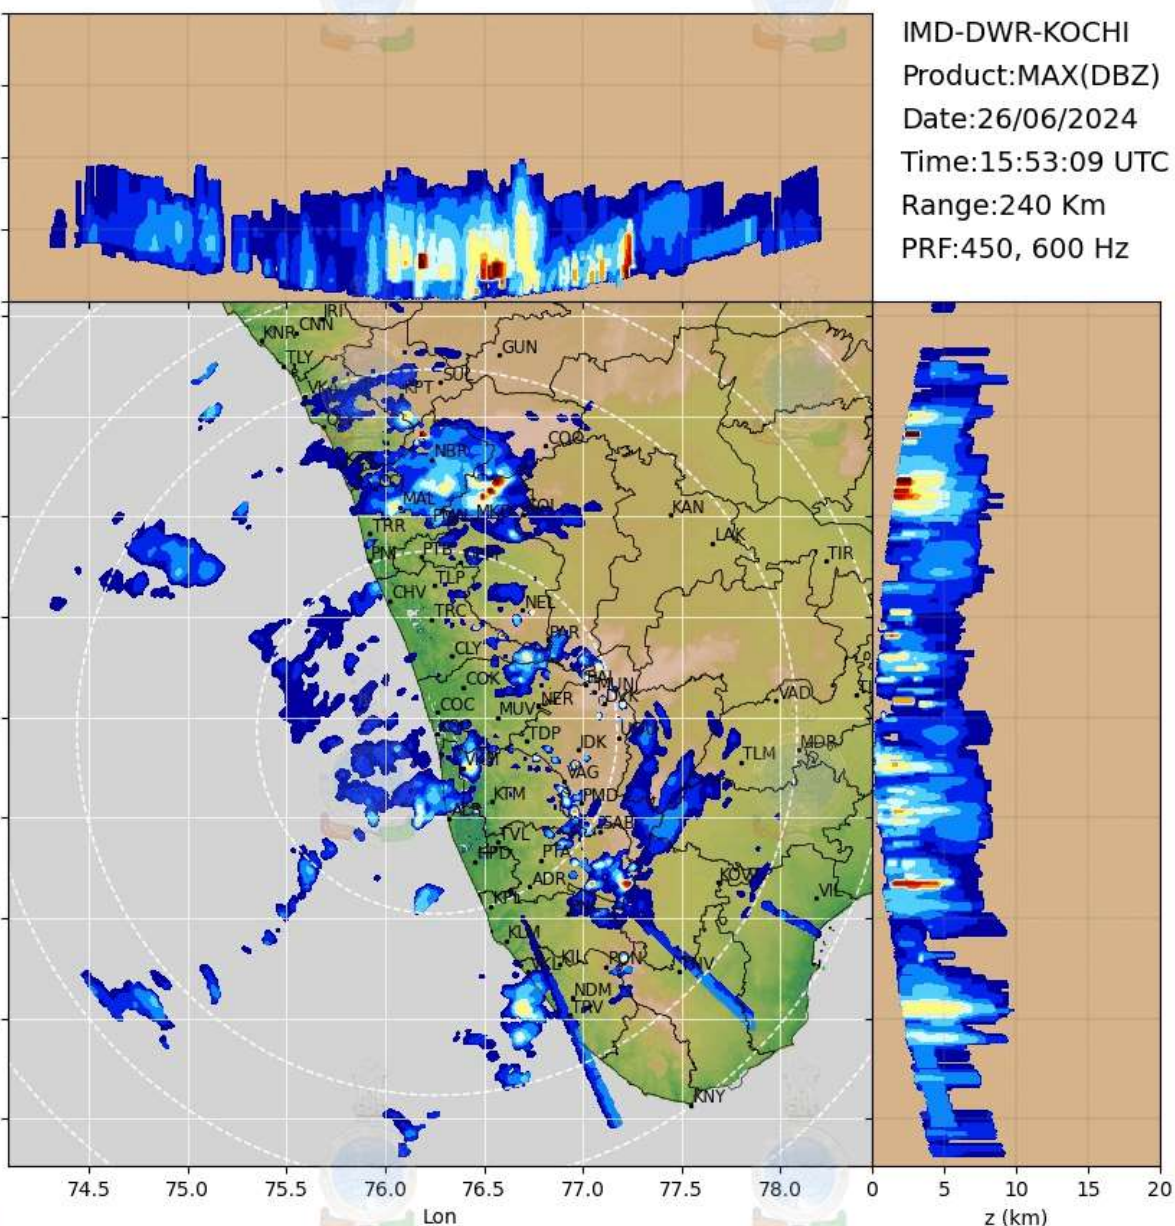 IMD-DWR-KOCHI
Product:MAX(DBZ)
Date:26/06/2024
Time:15:53:09 UTC
Range:240 Km
PRF:450, 600 Hz
IRI
CNN
KNR
GUN
TLY
SUL
KPT
COO
NBR
MAL
KAN
TRR
LAK
PNI
PTB
TIR
TLP
CHV
NEL
TRC
PAR
CLY
COK
MUN
DVK
VAD
COC
MUV
NER
TDP
IDK
TLM
MDR
VKM
VAG
KTM
PMD
ALB
SAB
TVL
HPD
PTA
ADR
KOV
VIL
KPL
KLM
KIL
PON
NDM
TRV
KNY
74.5 75.0 75.5 76.0 76.5 77.0 77.5 78.0 0 5 10 15 20
Lon z (km)